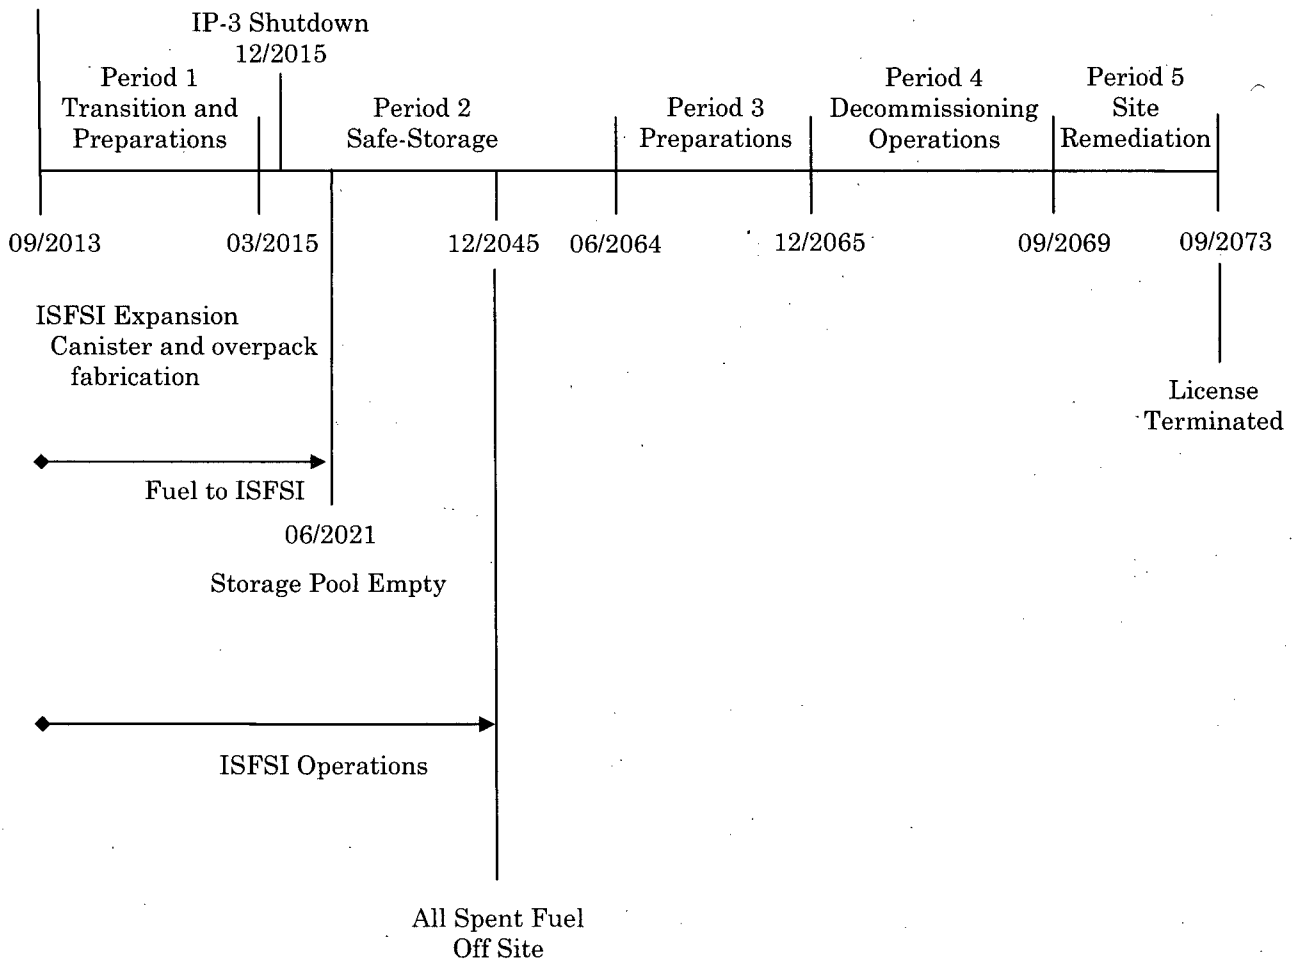 IP-3 Shutdown
12/2015
Period 1
Transition and
Preparations
Period 2
Safe-Storage
Period 3
Preparations
Period 4
Decommissioning
Operations
Period 5
Site
Remediation
09/2013
03/2015
12/2045
06/2064
12/2065
09/2069
09/2073
ISFSI Expansion
Canister and overpack
fabrication
License
Terminated
Fuel to ISFSI
06/2021
Storage Pool Empty
ISFSI Operations
All Spent Fuel
Off Site